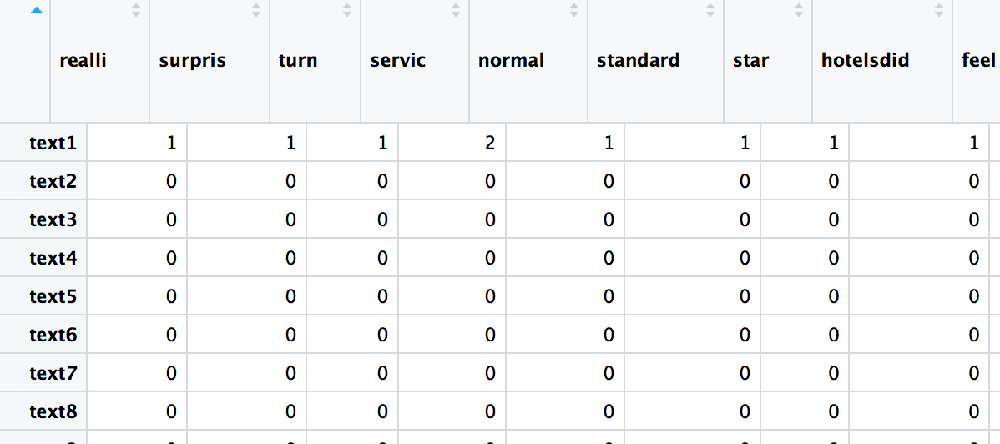 realli surpris turn servic normal standard star hotelsdid feel
text1 1 1 1 2 1 1 1 1
text2 0 0 0 0 0 0 0 0
text3 0 0 0 0 0 0 0 0
text4 0 0 0 0 0 0 0 0
text5 0 0 0 0 0 0 0 0
text6 0 0 0 0 0 0 0 0
text7 0 0 0 0 0 0 0 0
text8 0 0 0 0 0 0 0 0